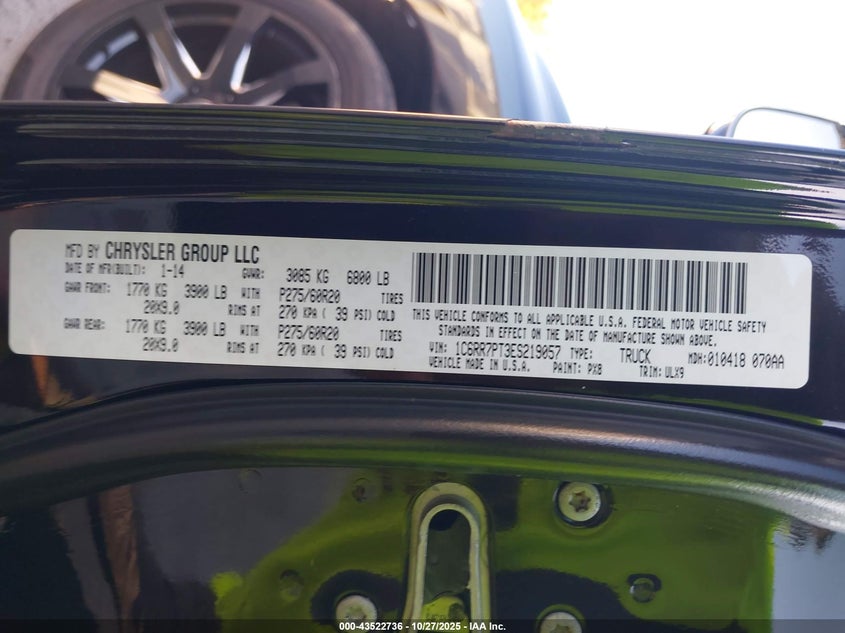 MFD BY CHRYSLER GROUP LLC
DATE OF MFR(BUILT): 1-14 GVWR: 3085 KG 6800 LB
GAWR FRONT: 1770 KG 3900 LB WITH P275/60R20 TIRES
20X9.0 RIMS AT 270 KPA ( 39 PSI) COLD
GAWR REAR: 1770 KG 3900 LB WITH P275/60R20 TIRES
20X9.0 RIMS AT 270 KPA ( 39 PSI) COLD
THIS VEHICLE CONFORMS TO ALL APPLICABLE U.S.A. FEDERAL MOTOR VEHICLE SAFETY
STANDARDS IN EFFECT ON THE DATE OF MANUFACTURE SHOWN ABOVE.
VIN: 1C6RR7PT3ES219057 TYPE: TRUCK MDH:010418 070AA
VEHICLE MADE IN U.S.A. PAINT: PX8 TRIM: ULX9
000-43522736 - 10/27/2025 - IAA Inc.